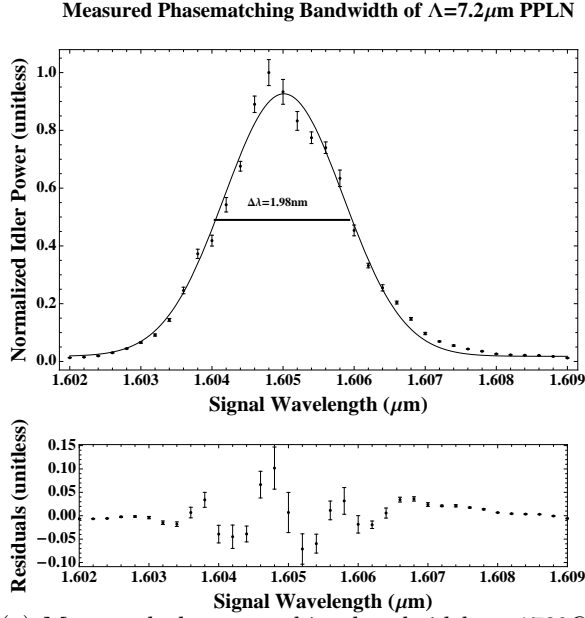 Measured Phasematching Bandwidth of Λ=7.2μm PPLN
Normalized Idler Power (unitless)
1.0
0.8
0.6
0.4
0.2
0.0
Δλ=1.98nm
1.602 1.603 1.604 1.605 1.606 1.607 1.608 1.609
Signal Wavelength (μm)
Residuals (unitless)
0.15
0.10
0.05
0.00
−0.05
−0.10
1.602 1.603 1.604 1.605 1.606 1.607 1.608 1.609
Signal Wavelength (μm)